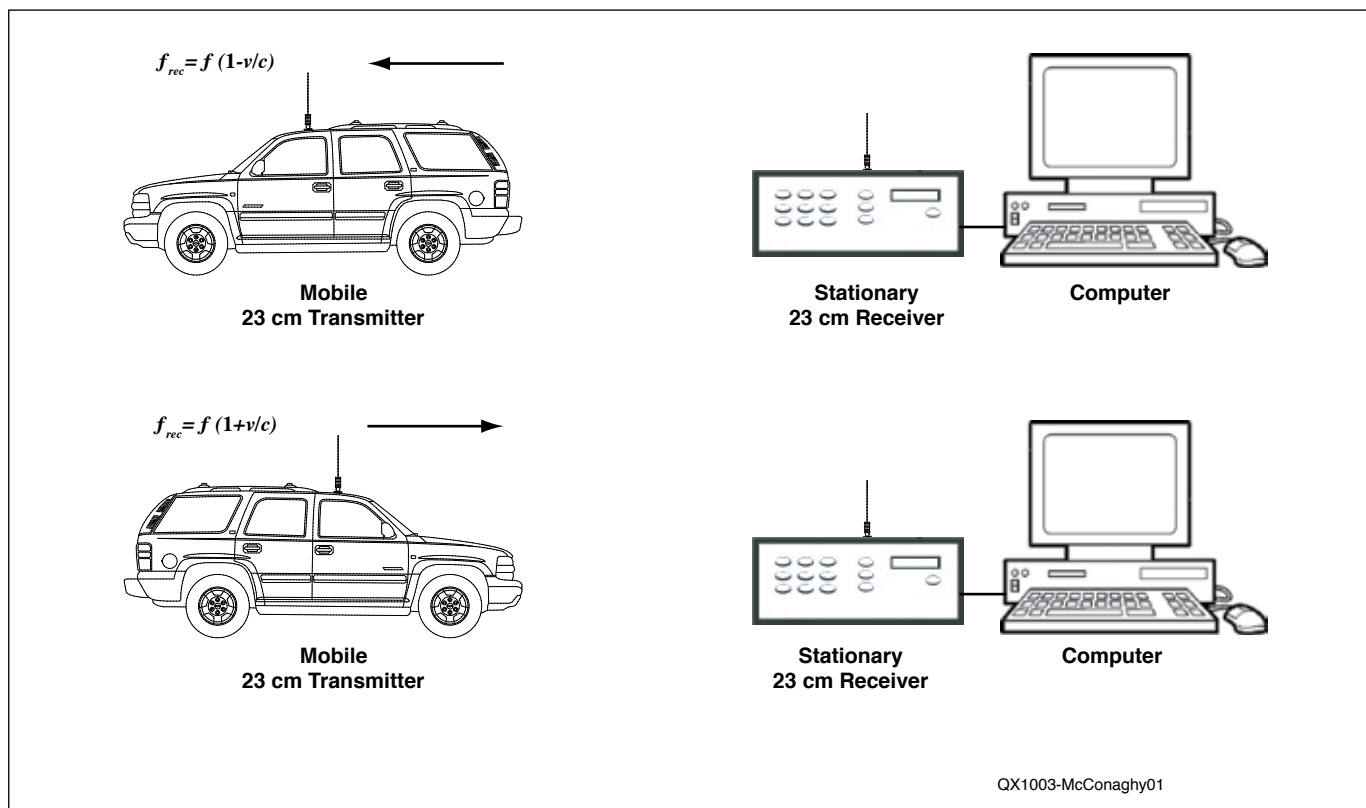 f_rec = f (1-v/c)
Mobile
23 cm Transmitter
Stationary
23 cm Receiver
Computer
f_rec = f (1+v/c)
Mobile
23 cm Transmitter
Stationary
23 cm Receiver
Computer
QX1003-McConaghy01